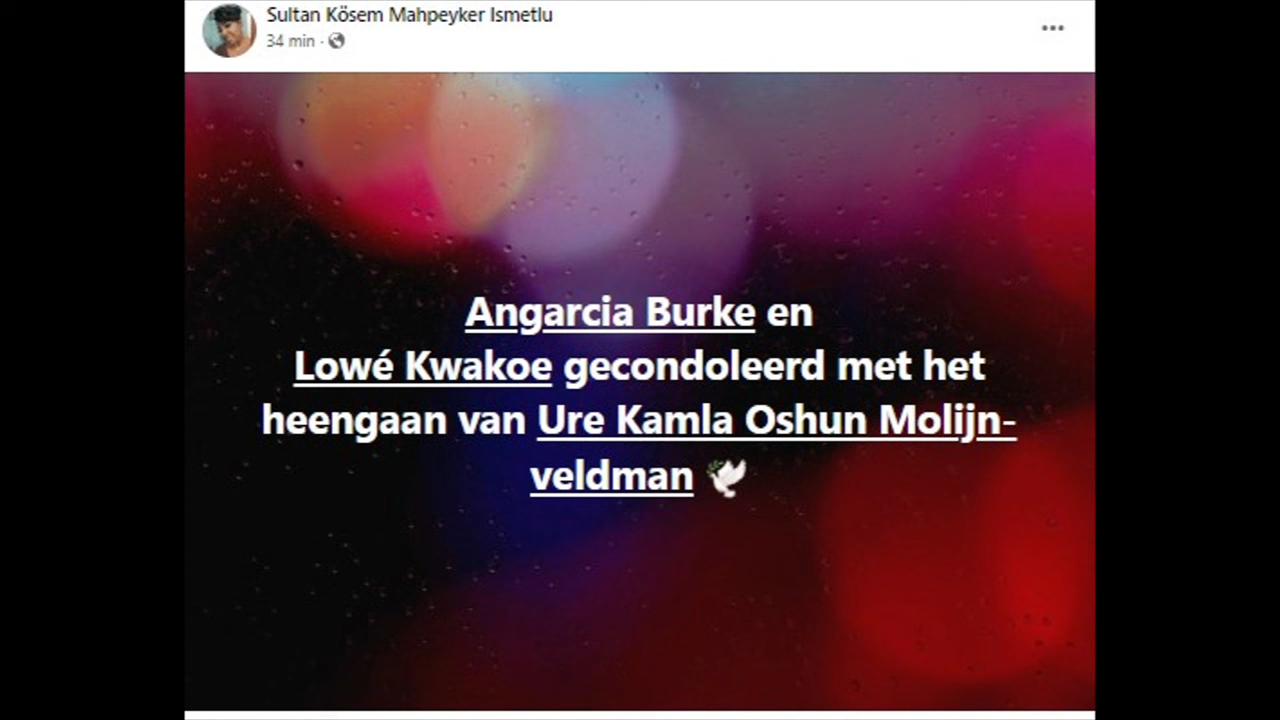 Sultan Kösem Mahpeyker Ismetlu
34 min ·
Angarcia Burke en
Lowé Kwakoe gecondoleerd met het
heengaan van Ure Kamla Oshun Molijn-
veldman 🕊